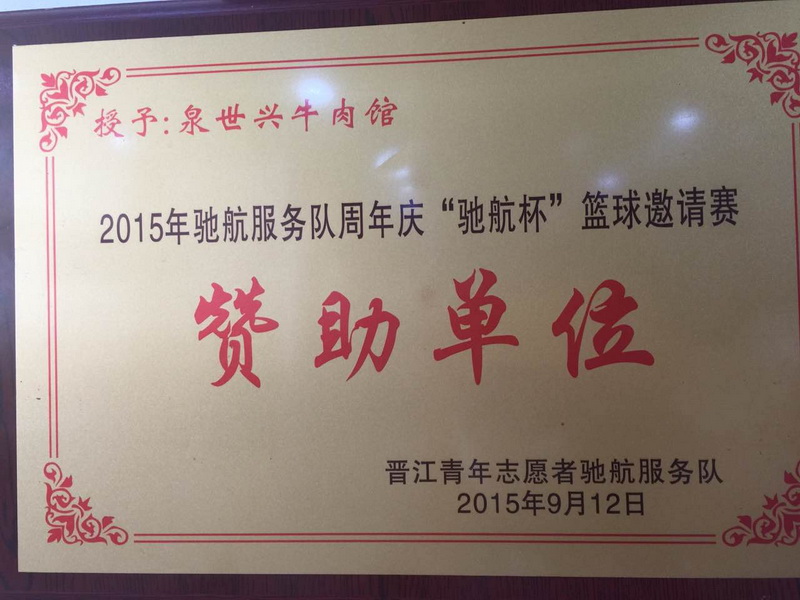 授予:泉世兴牛肉馆
2015年驰航服务队周年庆“驰航杯”篮球邀请赛
赞助单位
晋江青年志愿者驰航服务队
2015年9月12日